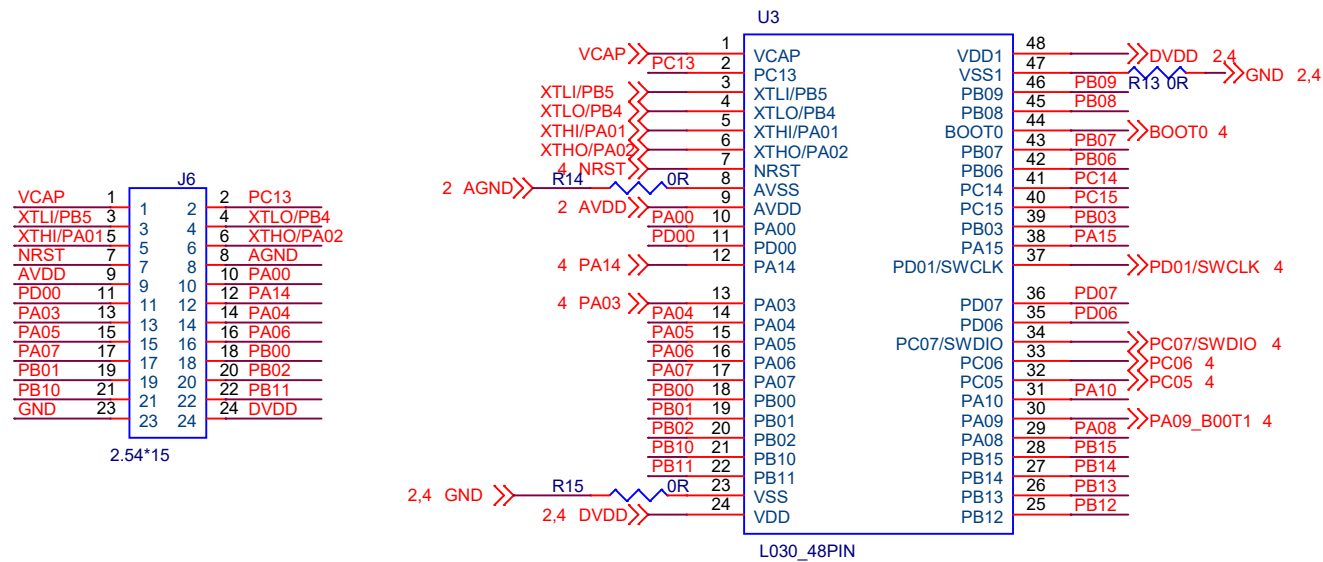 J6
VCAP 1 1 2 2 PC13
XTLI/PB5 3 3 4 4 XTLO/PB4
XTHI/PA01 5 5 6 6 XTHO/PA02
NRST 7 7 8 8 AGND
AVDD 9 9 10 10 PA00
PD00 11 11 12 12 PA14
PA03 13 13 14 14 PA04
PA05 15 15 16 16 PA06
PA07 17 17 18 18 PB00
PB01 19 19 20 20 PB02
PB10 21 21 22 22 PB11
GND 23 23 24 24 DVDD
2.54*15
U3
VCAP 1 VCAP VDD1 48 DVDD 2,4
PC13 2 PC13 VSS1 47 R13 0R GND 2,4
XTLI/PB5 3 XTLI/PB5 PB09 46 PB09
XTLO/PB4 4 XTLO/PB4 PB08 45 PB08
XTHI/PA01 5 XTHI/PA01 BOOT0 44 BOOT0 4
XTHO/PA02 6 XTHO/PA02 PB07 43 PB07
4 NRST 7 NRST PB06 42 PB06
2 AGND R14 0R 8 AVSS PC14 41 PC14
2 AVDD 9 AVDD PC15 40 PC15
PA00 10 PA00 PB03 39 PB03
PD00 11 PD00 PA15 38 PA15
4 PA14 12 PA14 PD01/SWCLK 37 PD01/SWCLK 4
4 PA03 13 PA03 PD07 36 PD07
PA04 14 PA04 PD06 35 PD06
PA05 15 PA05 PC07/SWDIO 34 PC07/SWDIO 4
PA06 16 PA06 PC06 33 PC06 4
PA07 17 PA07 PC05 32 PC05 4
PB00 18 PB00 PA10 31 PA10
PB01 19 PB01 PA09 30 PA09_B00T1 4
PB02 20 PB02 PA08 29 PA08
PB10 21 PB10 PB15 28 PB15
PB11 22 PB11 PB14 27 PB14
2,4 GND R15 0R 23 VSS PB13 26 PB13
2,4 DVDD 24 VDD PB12 25 PB12
L030_48PIN